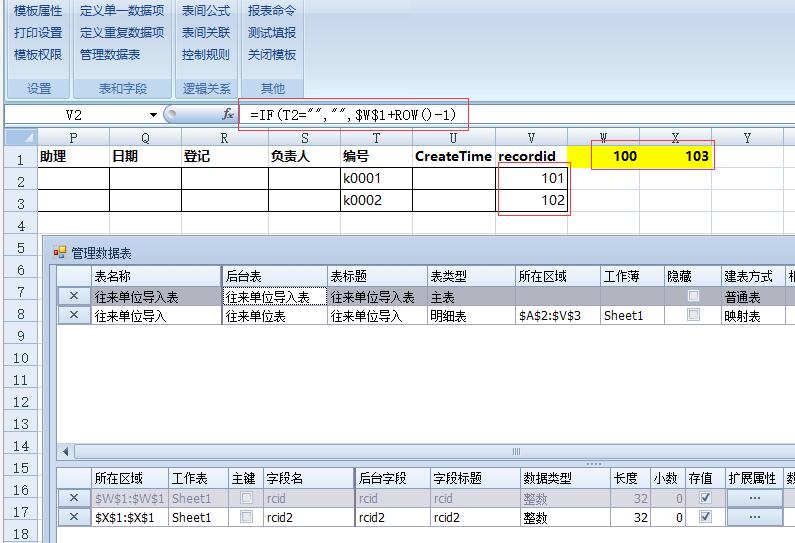 模板属性 定义单一数据项 表间公式 报表命令
打印设置 定义重复数据项 表间关联 测试填报
模板权限 管理数据表 控制规则 关闭模板
设置 表和字段 逻辑关系 其他
V2 fx =IF(T2="","",$W$1+ROW()-1)
P Q R S T U V W X Y
1 助理 日期 登记 负责人 编号 CreateTime recordid 100 103
2 k0001 101
3 k0002 102
4
5 管理数据表
6 表名称 后台表 表标题 表类型 所在区域 工作薄 隐藏 建表方式
7 × 往来单位导入表 往来单位导入表 往来单位导入表 主表 普通表
8 × 往来单位导入 往来单位表 往来单位导入 明细表 $A$2:$V$3 Sheet1 映射表
9
10
11
12
13
14
15 所在区域 工作表 主键 字段名 后台字段 字段标题 数据类型 长度 小数 存值 扩展属性
16 × $W$1:$W$1 Sheet1 rcid rcid rcid 整数 32 0 ...
17 × $X$1:$X$1 Sheet1 rcid2 rcid2 rcid2 整数 32 0 ...
18